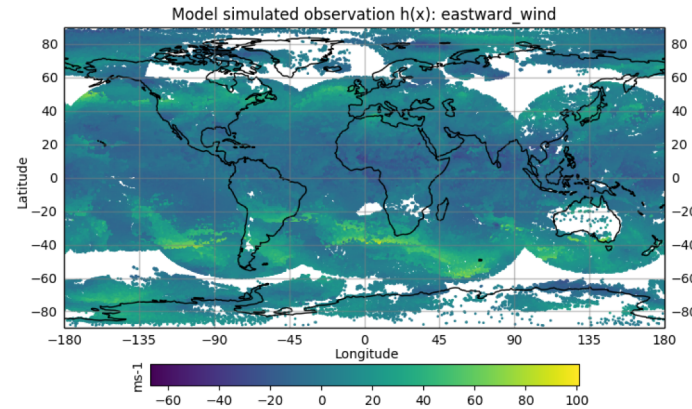 Model simulated observation h(x): eastward_wind
80 80
60 60
40 40
20 20
0 0
−20 −20
−40 −40
−60 −60
−80 −80
Latitude
−180 −135 −90 −45 0 45 90 135 180
Longitude
ms-1
−60 −40 −20 0 20 40 60 80 100